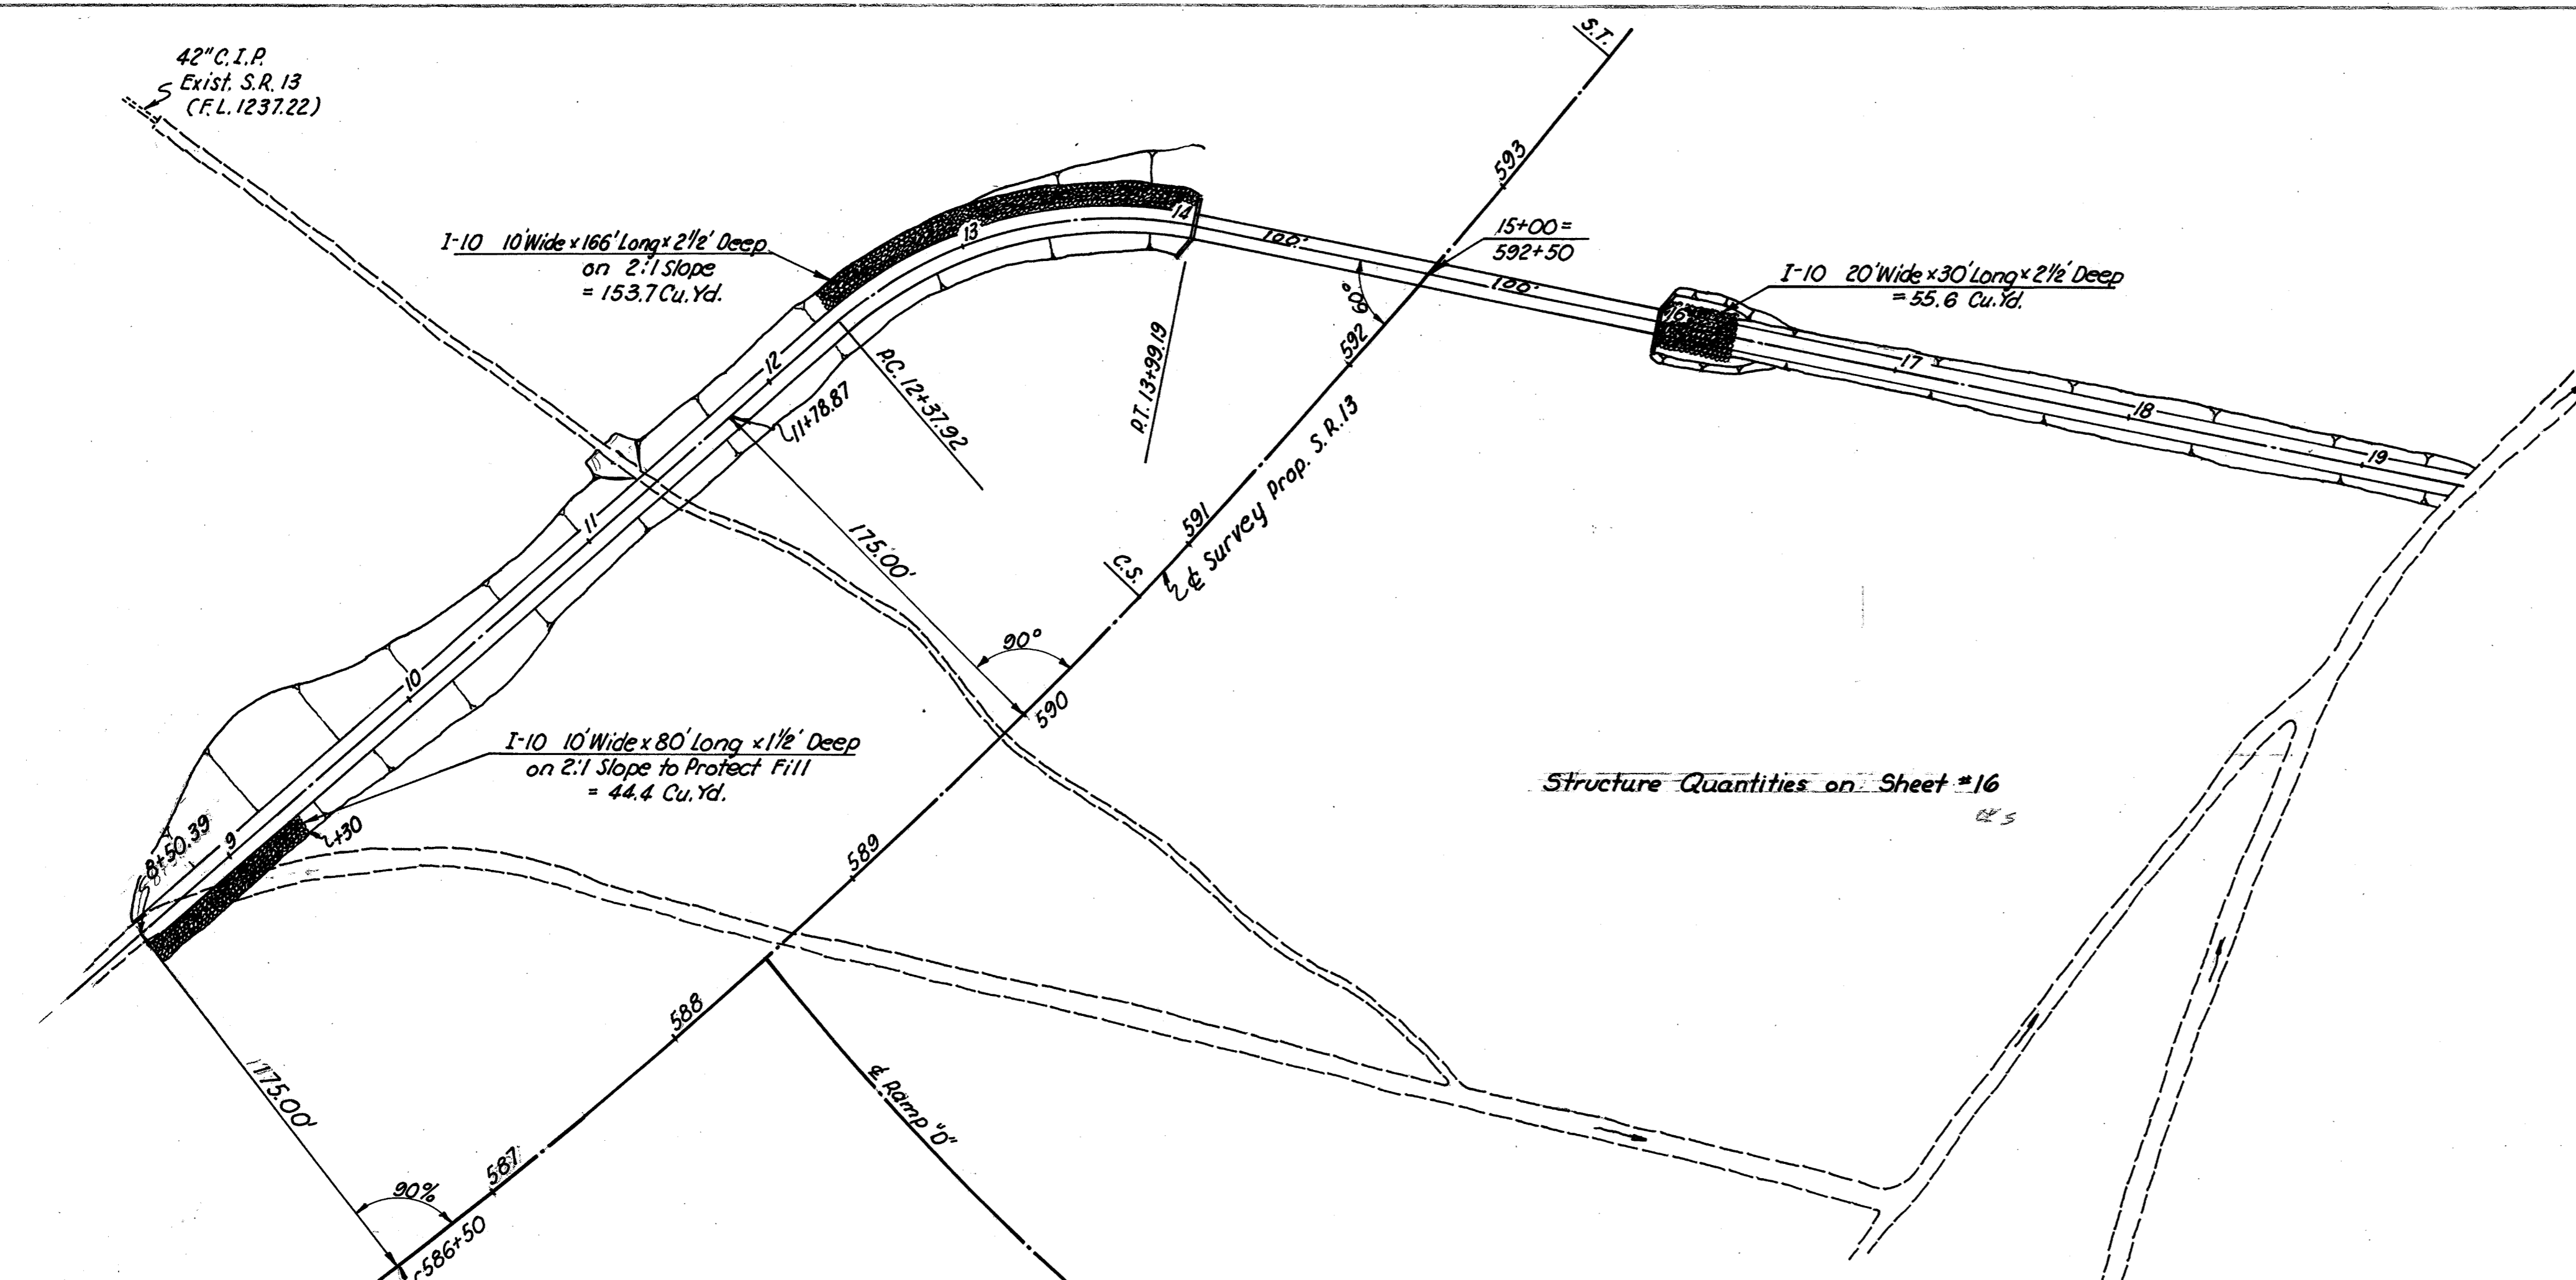 42" C.I.P.
Exist. S.R. 13
(F.L. 1237.22)
S.T.
593
15+00=
592+50
I-10 10'Wide x 166' Long x 2½' Deep
on 2:1 Slope
= 153.7 Cu.Yd.
13
14
100'
100'
60°
592
I-10 20'Wide x 30' Long x 2½' Deep
= 55.6 Cu.Yd.
16
17
18
19
12
11+78.87
P.C. 12+37.92
P.T. 13+99.19
11
175.00'
591
C.S.
₵ Survey Prop. S.R. 13
90°
590
10
I-10 10'Wide x 80' Long x 1½' Deep
on 2:1 Slope to Protect Fill
= 44.4 Cu.Yd.
Structure Quantities on Sheet #16
8+50.39
9
+30
589
588
₵ Ramp "D"
175.00'
587
90%
586+50